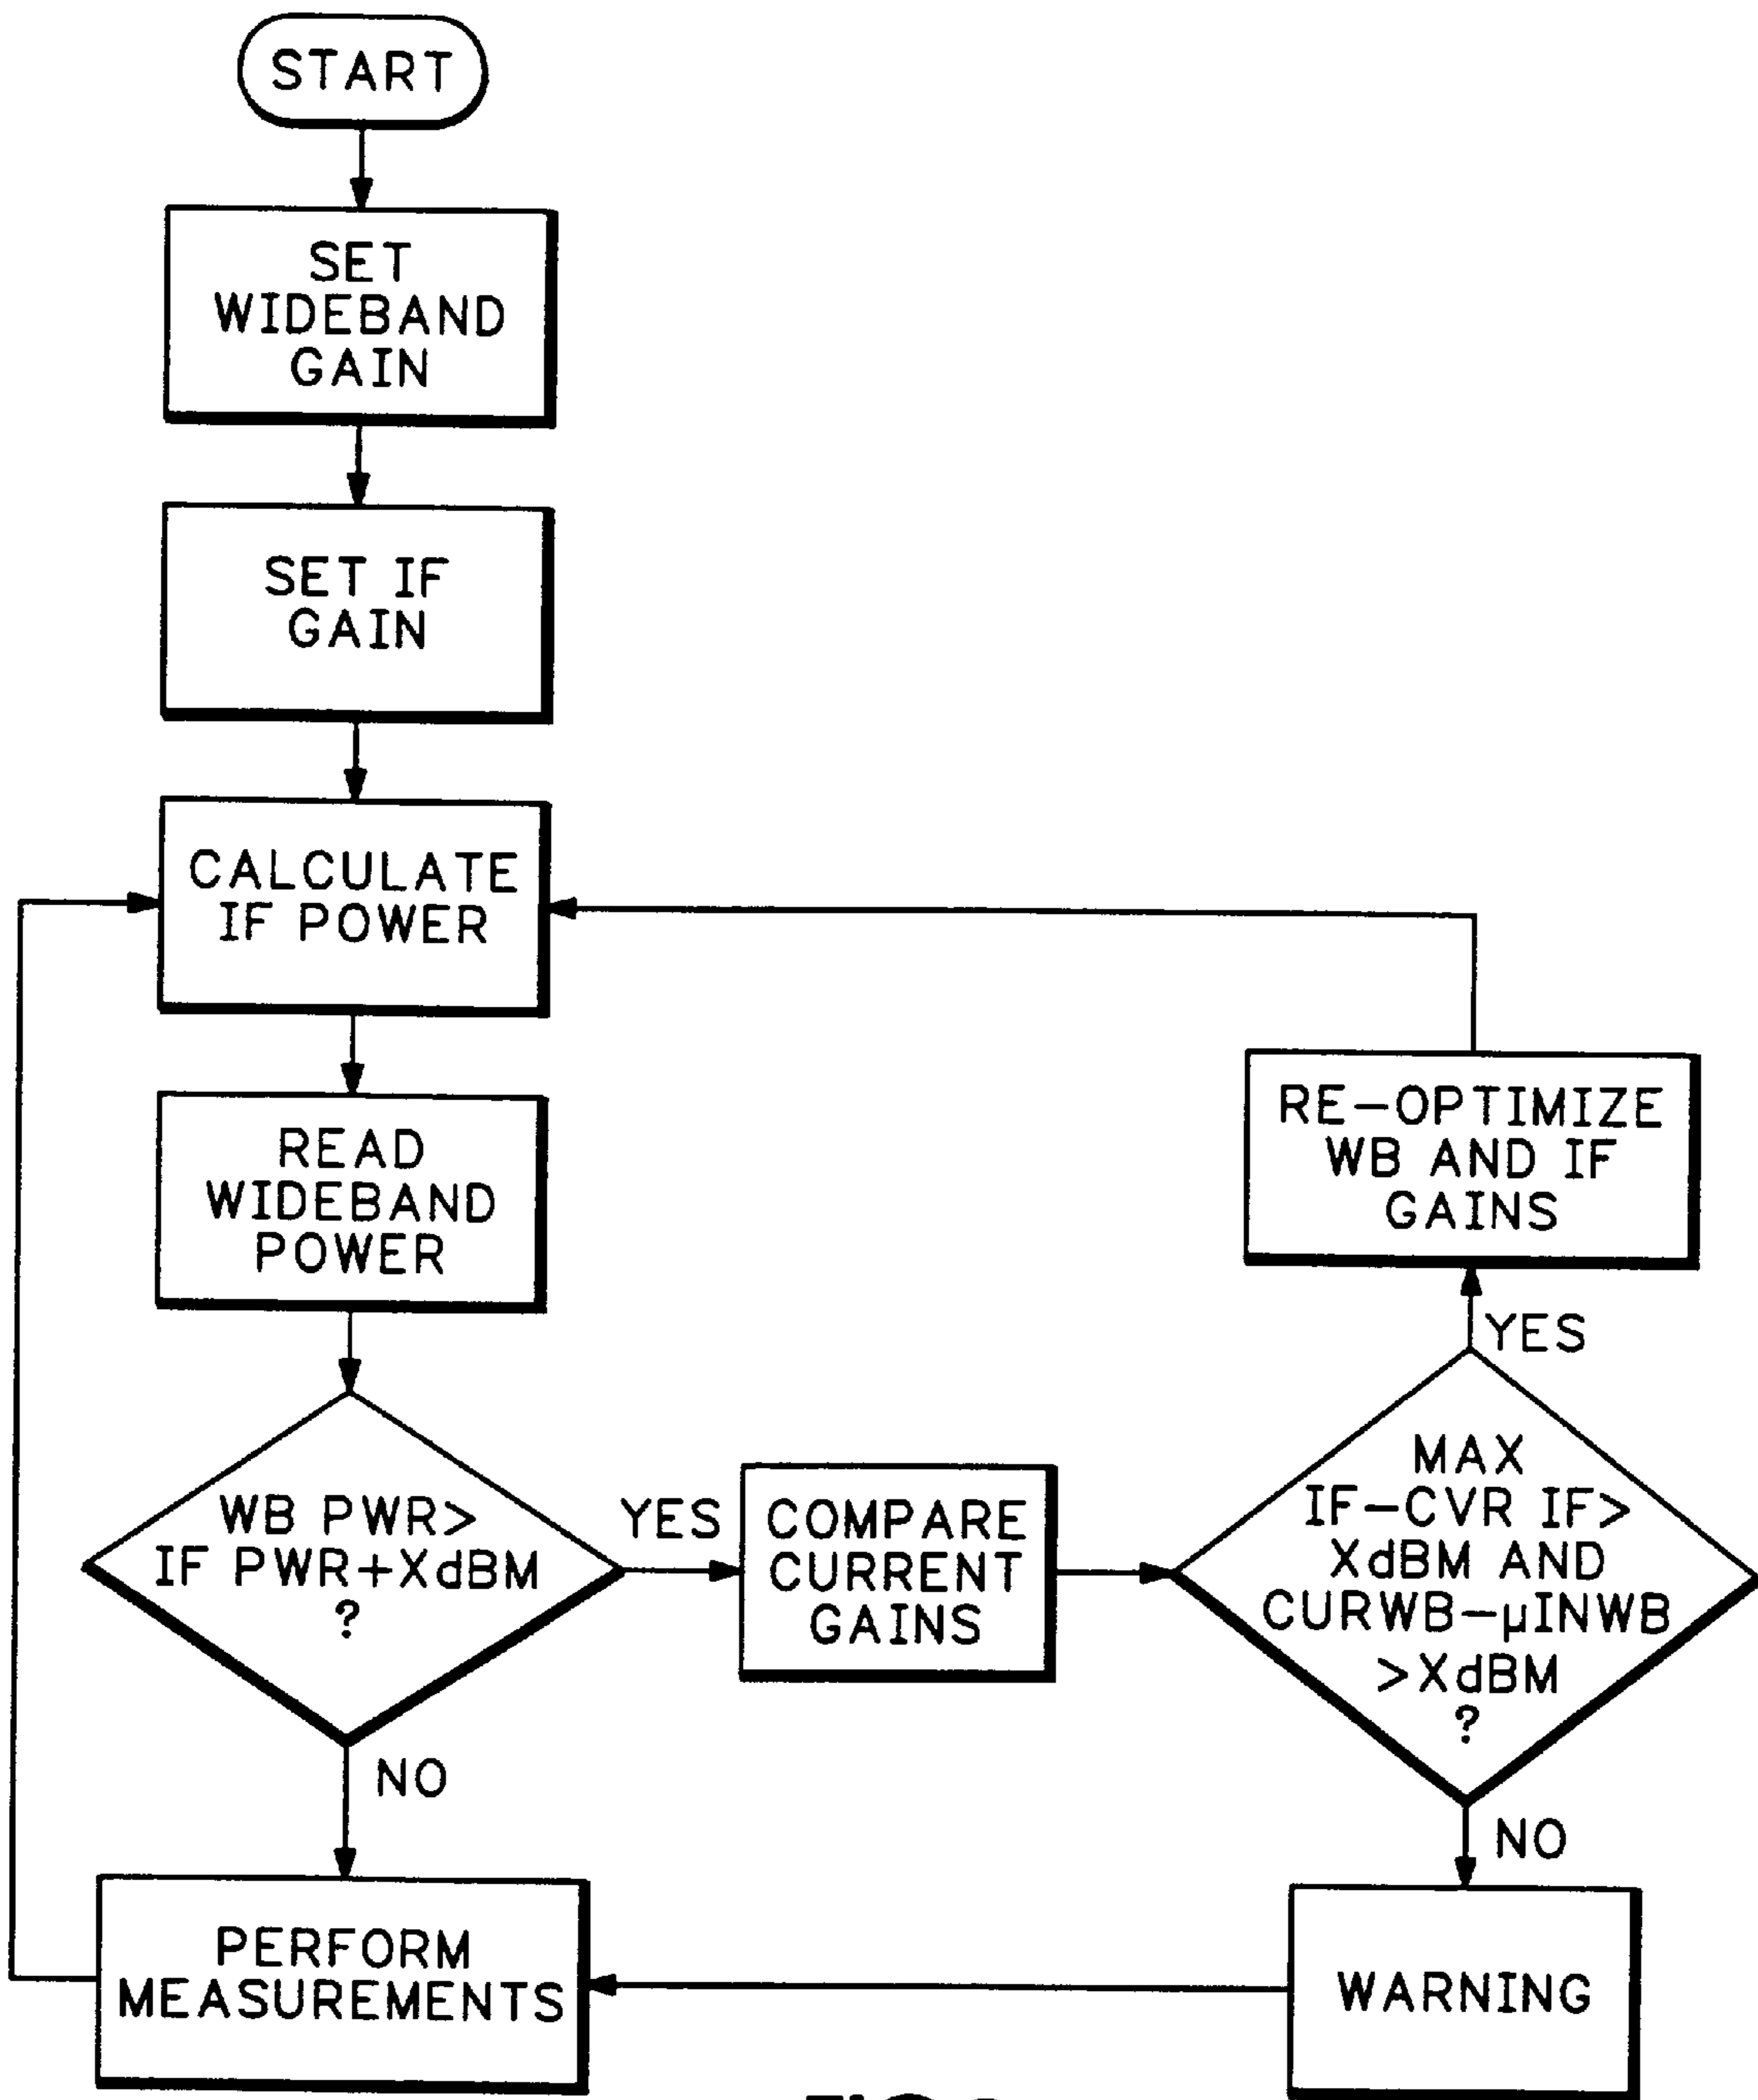 START
SET
WIDEBAND
GAIN
SET IF
GAIN
CALCULATE
IF POWER
READ
WIDEBAND
POWER
WB PWR>
IF PWR+XdBM
?
YES
NO
COMPARE
CURRENT
GAINS
MAX
IF-CVR IF>
XdBM AND
CURWB-µINWB
>XdBM
?
YES
NO
RE-OPTIMIZE
WB AND IF
GAINS
WARNING
PERFORM
MEASUREMENTS